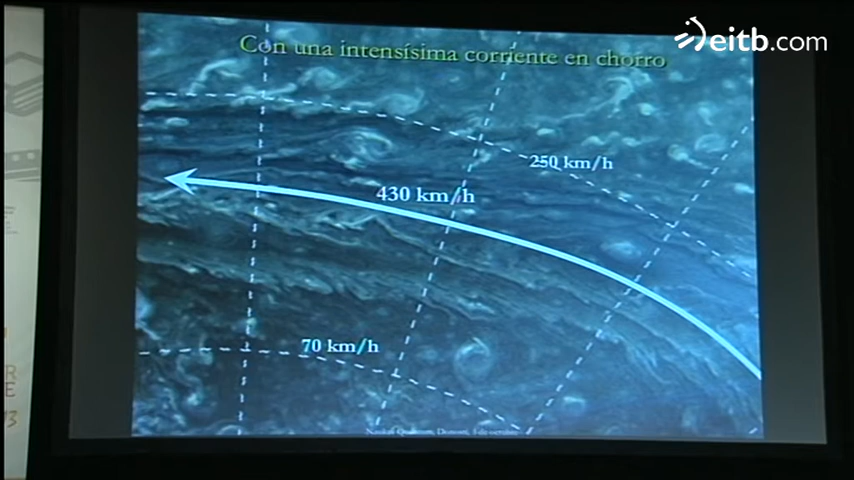 eitb.com
Con una intensísima corriente en chorro
250 km/h
430 km/h
70 km/h